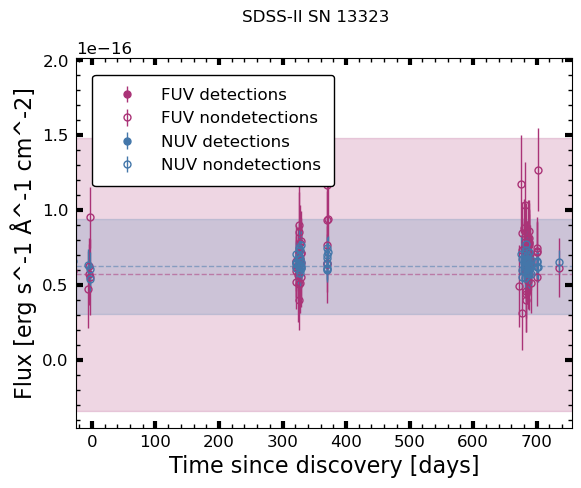 SDSS-II SN 13323
1e−16
2.0
1.5
1.0
0.5
0.0
FUV detections
FUV nondetections
NUV detections
NUV nondetections
Flux [erg s^-1 Å^-1 cm^-2]
0 100 200 300 400 500 600 700
Time since discovery [days]